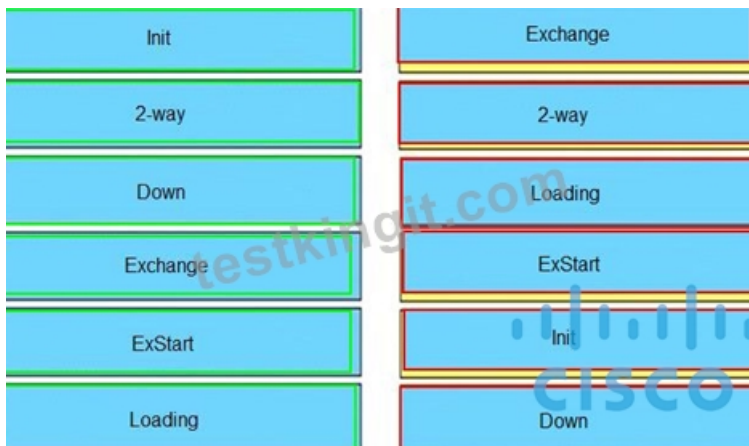 Init
2-way
Down
Exchange
ExStart
Loading
Exchange
2-way
Loading
ExStart
Init
Down
testkingit.com
CISCO